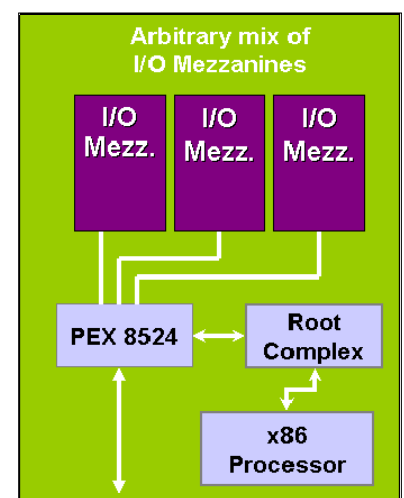 Arbitrary mix of
I/O Mezzanines
I/O
Mezz.
I/O
Mezz.
I/O
Mezz.
PEX 8524
Root
Complex
x86
Processor